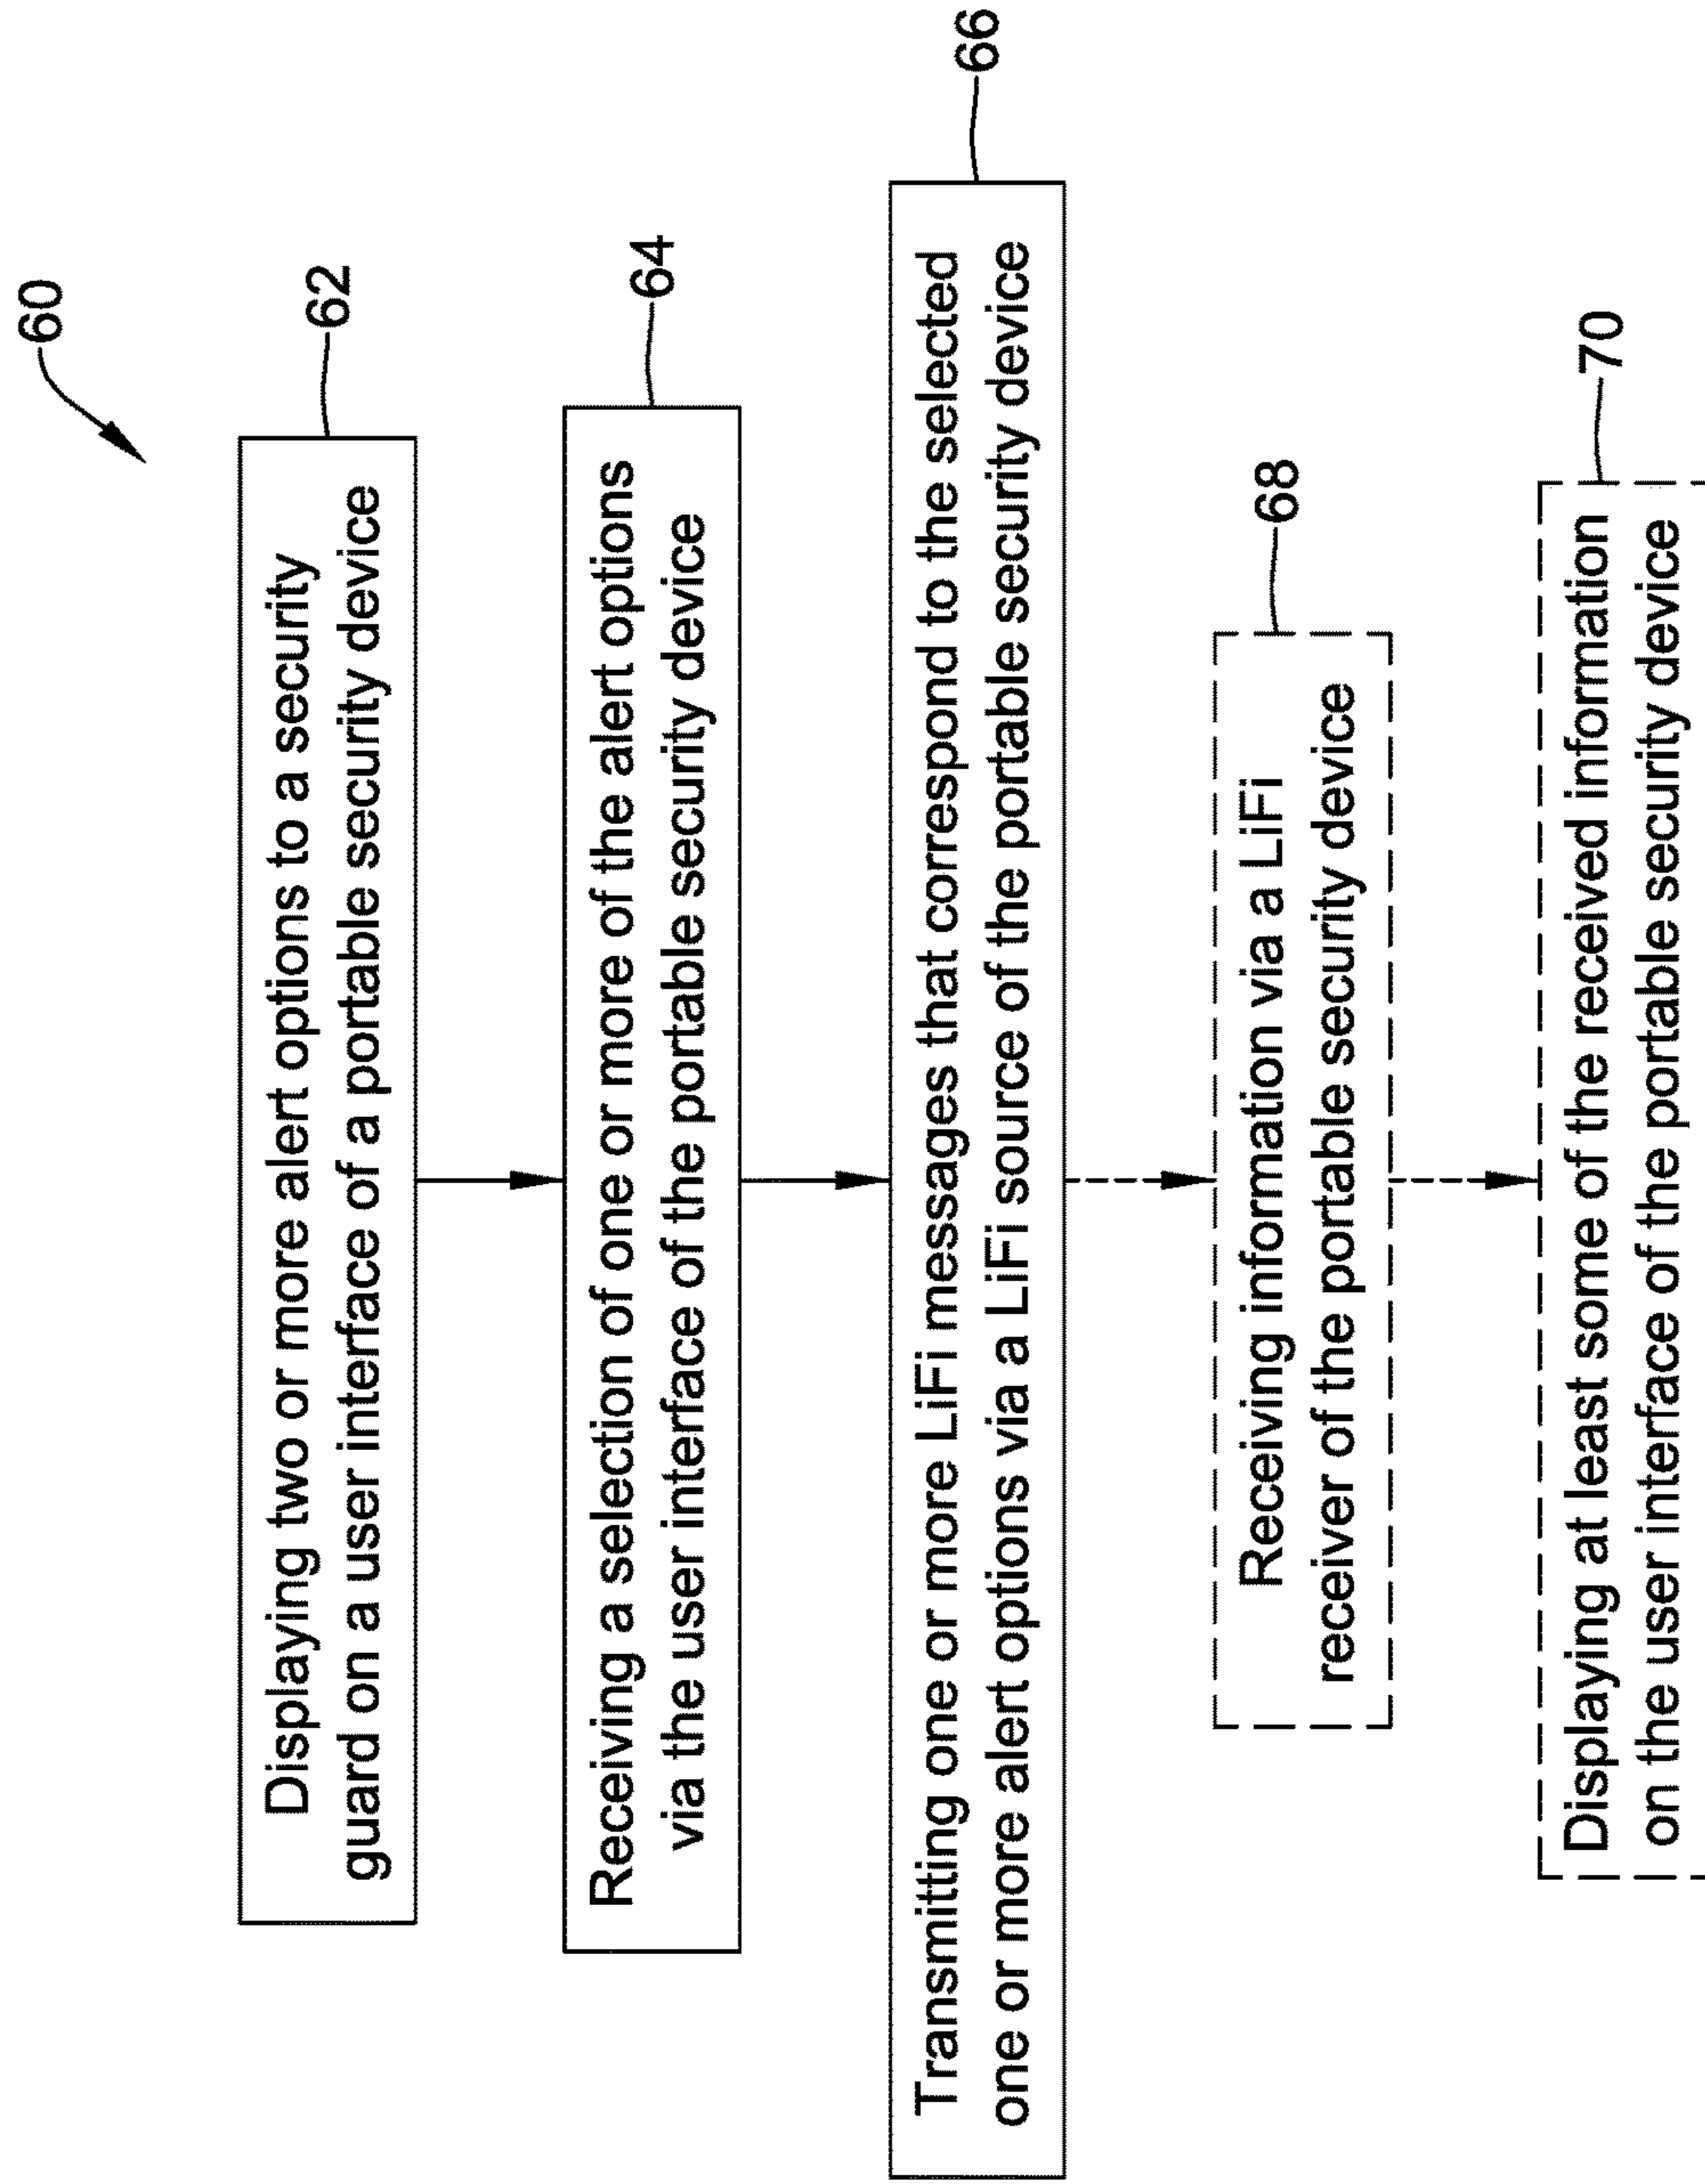 60
62
Displaying two or more alert options to a security
guard on a user interface of a portable security device
64
Receiving a selection of one or more of the alert options
via the user interface of the portable security device
66
Transmitting one or more LiFi messages that correspond to the selected
one or more alert options via a LiFi source of the portable security device
68
Receiving information via a LiFi
receiver of the portable security device
70
Displaying at least some of the received information
on the user interface of the portable security device